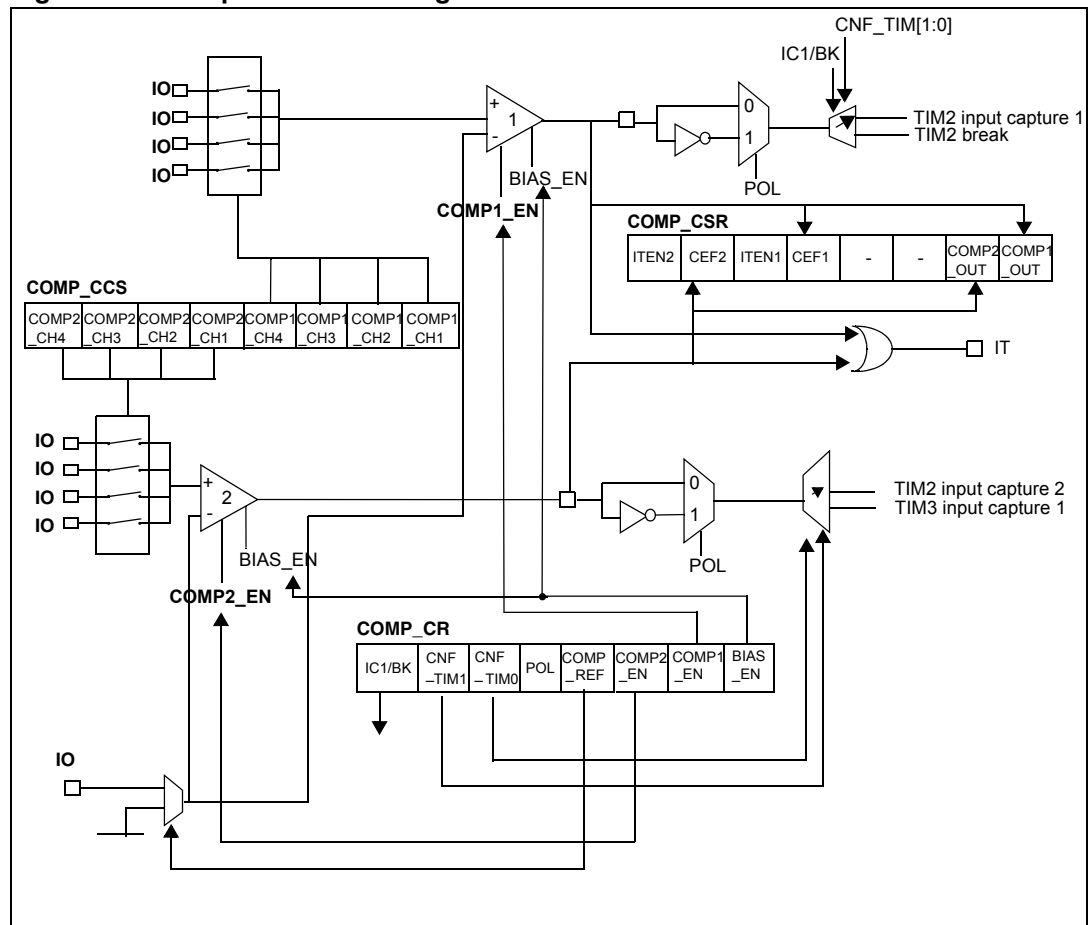 CNF_TIM[1:0]
IC1/BK
IO
IO
IO
IO
+
1
-
0
1
POL
TIM2 input capture 1
TIM2 break
BIAS_EN
COMP1_EN
COMP_CSR
ITEN2 CEF2 ITEN1 CEF1 - - COMP2_OUT COMP1_OUT
COMP_CCS
COMP2_CH4 COMP2_CH3 COMP2_CH2 COMP2_CH1 COMP1_CH4 COMP1_CH3 COMP1_CH2 COMP1_CH1
IT
IO
IO
IO
IO
+
2
-
0
1
POL
TIM2 input capture 2
TIM3 input capture 1
BIAS_EN
COMP2_EN
COMP_CR
IC1/BK CNF_TIM1 CNF_TIM0 POL COMP_REF COMP2_EN COMP1_EN BIAS_EN
IO